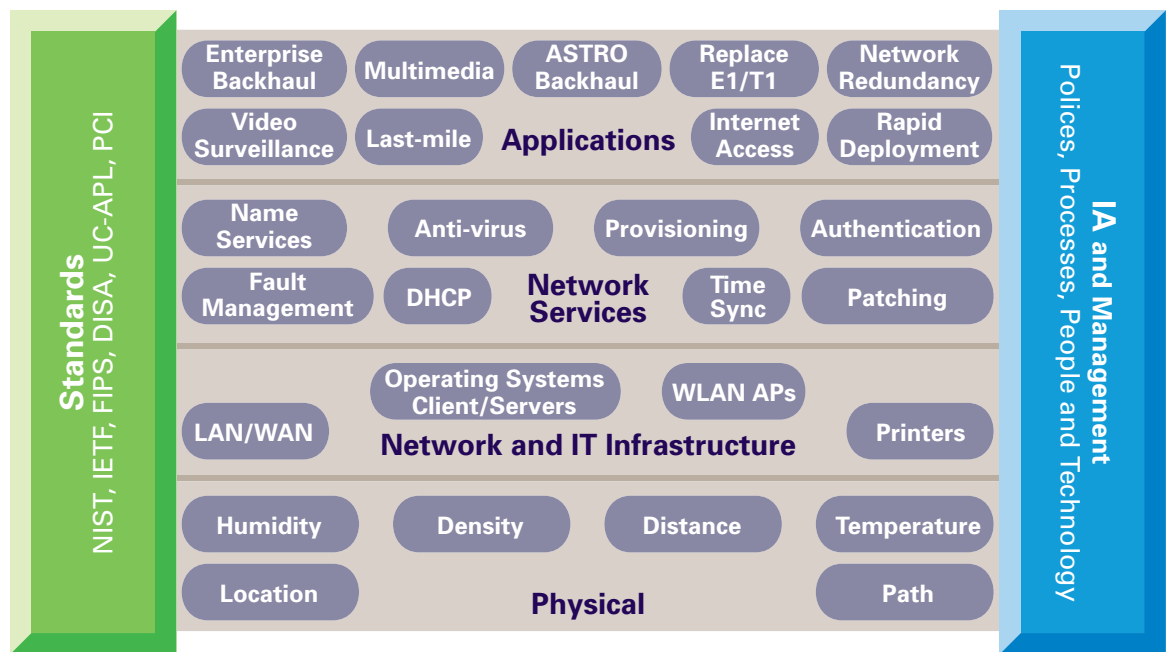 Standards
NIST, IETF, FIPS, DISA, UC-APL, PCI
Enterprise
Backhaul
Multimedia
ASTRO
Backhaul
Replace
E1/T1
Network
Redundancy
Video
Surveillance
Last-mile
Applications
Internet
Access
Rapid
Deployment
Name
Services
Anti-virus
Provisioning
Authentication
Fault
Management
DHCP
Network
Services
Time
Sync
Patching
Operating Systems
Client/Servers
WLAN APs
LAN/WAN
Network and IT Infrastructure
Printers
Humidity
Density
Distance
Temperature
Location
Physical
Path
IA and Management
Polices, Processes, People and Technology